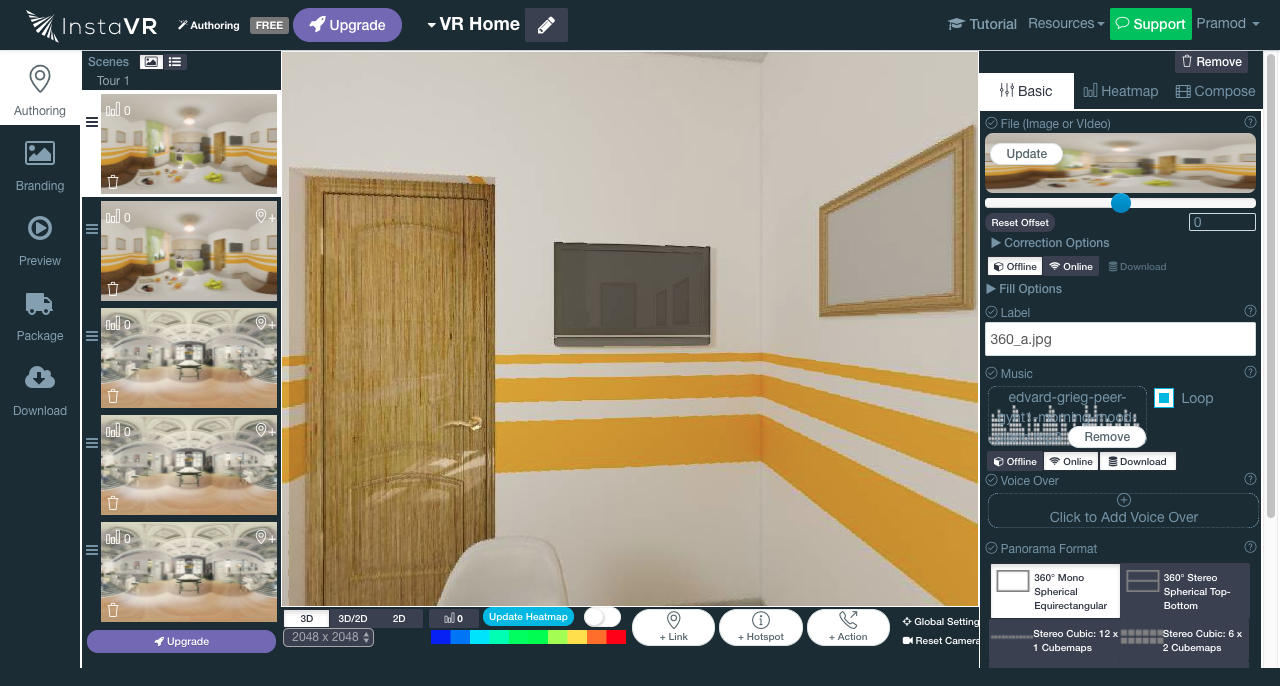 InstaVR
Authoring
FREE
Upgrade
VR Home
Tutorial
Resources
Support
Pramod
Authoring
Branding
Preview
Package
Download
Scenes
Tour 1
0
0
0
0
0
Upgrade
3D
3D/2D
2D
0
Update Heatmap
2048 x 2048
+ Link
+ Hotspot
+ Action
Global Setting
Reset Camera
Remove
Basic
Heatmap
Compose
File (Image or VIdeo)
Update
Reset Offset
0
Correction Options
Offline
Online
Download
Fill Options
Label
360_a.jpg
Music
edvard-grieg-peer-
Remove
Loop
Offline
Online
Download
Voice Over
Click to Add Voice Over
Panorama Format
360° Mono
Spherical
Equirectangular
360° Stereo
Spherical Top-
Bottom
Stereo Cubic: 12 x
1 Cubemaps
Stereo Cubic: 6 x
2 Cubemaps